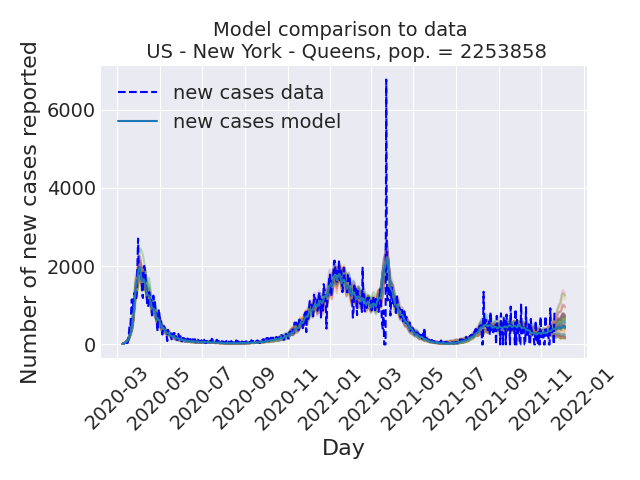 Model comparison to data
US - New York - Queens, pop. = 2253858
Number of new cases reported
6000
4000
2000
0
new cases data
new cases model
2020-03
2020-05
2020-07
2020-09
2020-11
2021-01
2021-03
2021-05
2021-07
2021-09
2021-11
2022-01
Day